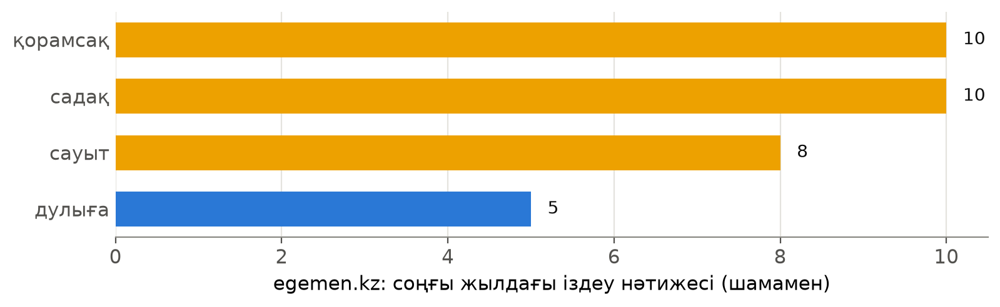 қорамсақ 10
садақ 10
сауыт 8
дулыға 5
0 2 4 6 8 10
egemen.kz: соңғы жылдағы іздеу нәтижесі (шамамен)